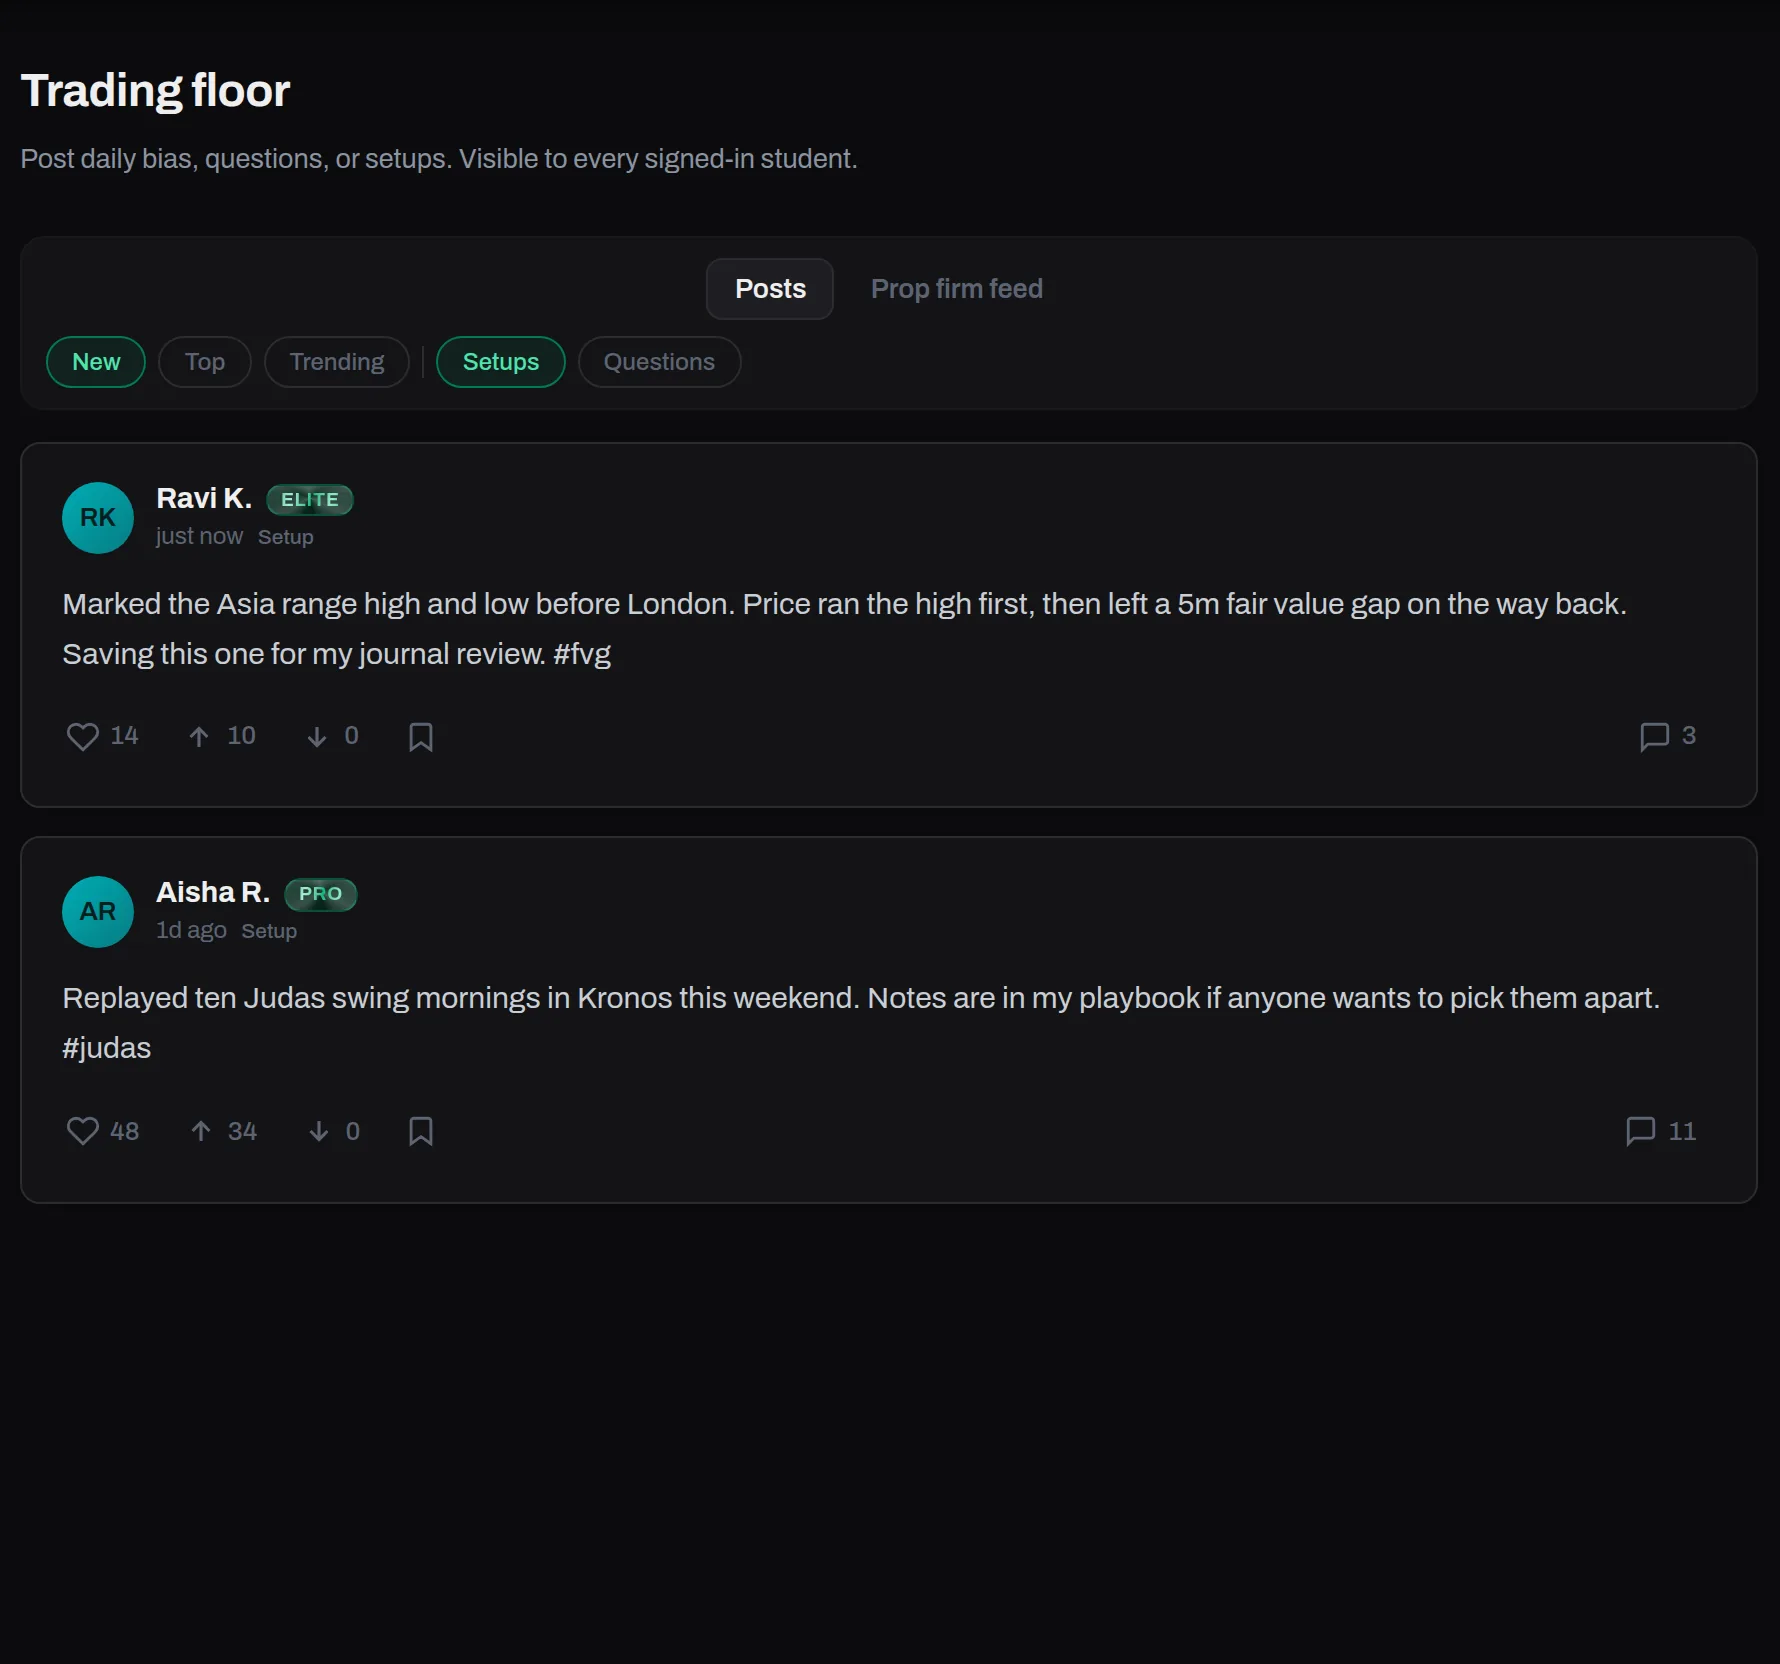 Trading floor
Post daily bias, questions, or setups. Visible to every signed-in student.
Posts Prop firm feed
New Top Trending Setups Questions
RK Ravi K. ELITE
just now Setup
Marked the Asia range high and low before London. Price ran the high first, then left a 5m fair value gap on the way back.
Saving this one for my journal review. #fvg
14 10 0 3
AR Aisha R. PRO
1d ago Setup
Replayed ten Judas swing mornings in Kronos this weekend. Notes are in my playbook if anyone wants to pick them apart.
#judas
48 34 0 11